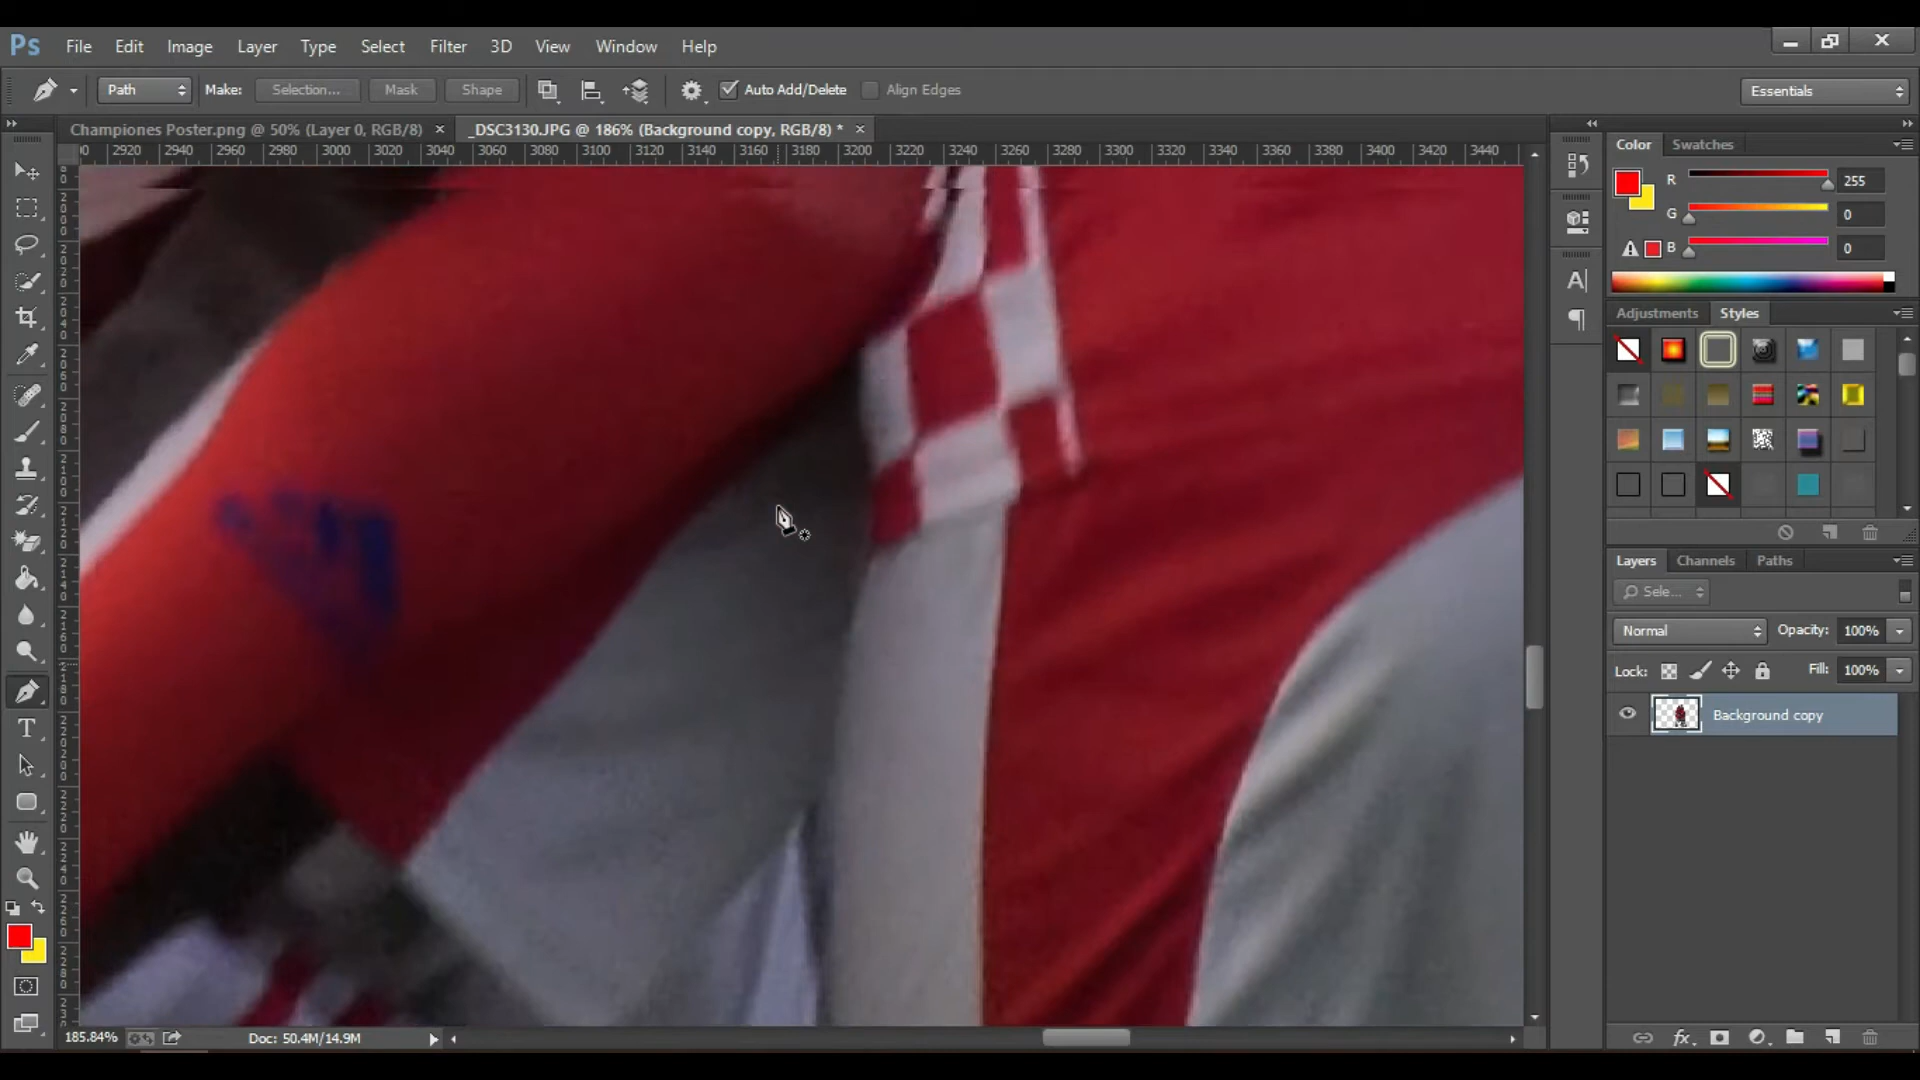 Ps File Edit Image Layer Type Select Filter 3D View Window Help
Path Make: Selection... Mask Shape Auto Add/Delete Align Edges Essentials
Championes Poster.png @ 50% (Layer 0, RGB/8) × _DSC3130.JPG @ 186% (Background copy, RGB/8) * ×
2920 2940 2960 2980 3000 3020 3040 3060 3080 3100 3120 3140 3160 3180 3200 3220 3240 3260 3280 3300 3320 3340 3360 3380 3400 3420 3440
Color Swatches
R 255
G 0
B 0
Adjustments Styles
Layers Channels Paths
Sele...
Normal Opacity: 100%
Lock: Fill: 100%
Background copy
185.84% Doc: 50.4M/14.9M